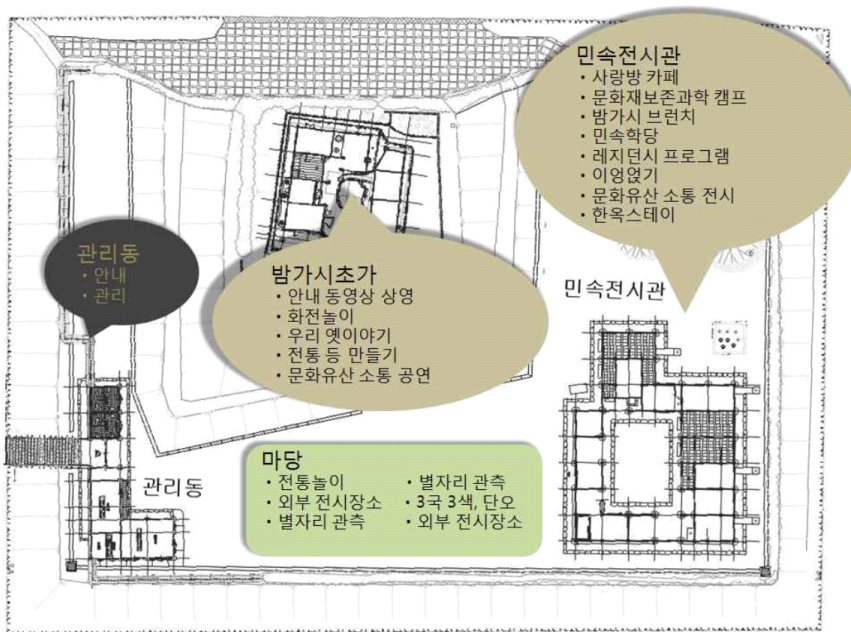 민속전시관
・사랑방 카페
・문화재보존과학 캠프
・밤가시 브런치
・민속학당
・레지던시 프로그램
・이엉얹기
・문화유산 소통 전시
・한옥스테이
관리동
・안내
・관리
밤가시초가
・안내 동영상 상영
・화전놀이
・우리 옛이야기
・전통 등 만들기
・문화유산 소통 공연
민속전시관
관리동
마당
・전통놀이
・외부 전시장소
・별자리 관측
・별자리 관측
・3국 3색, 단오
・외부 전시장소